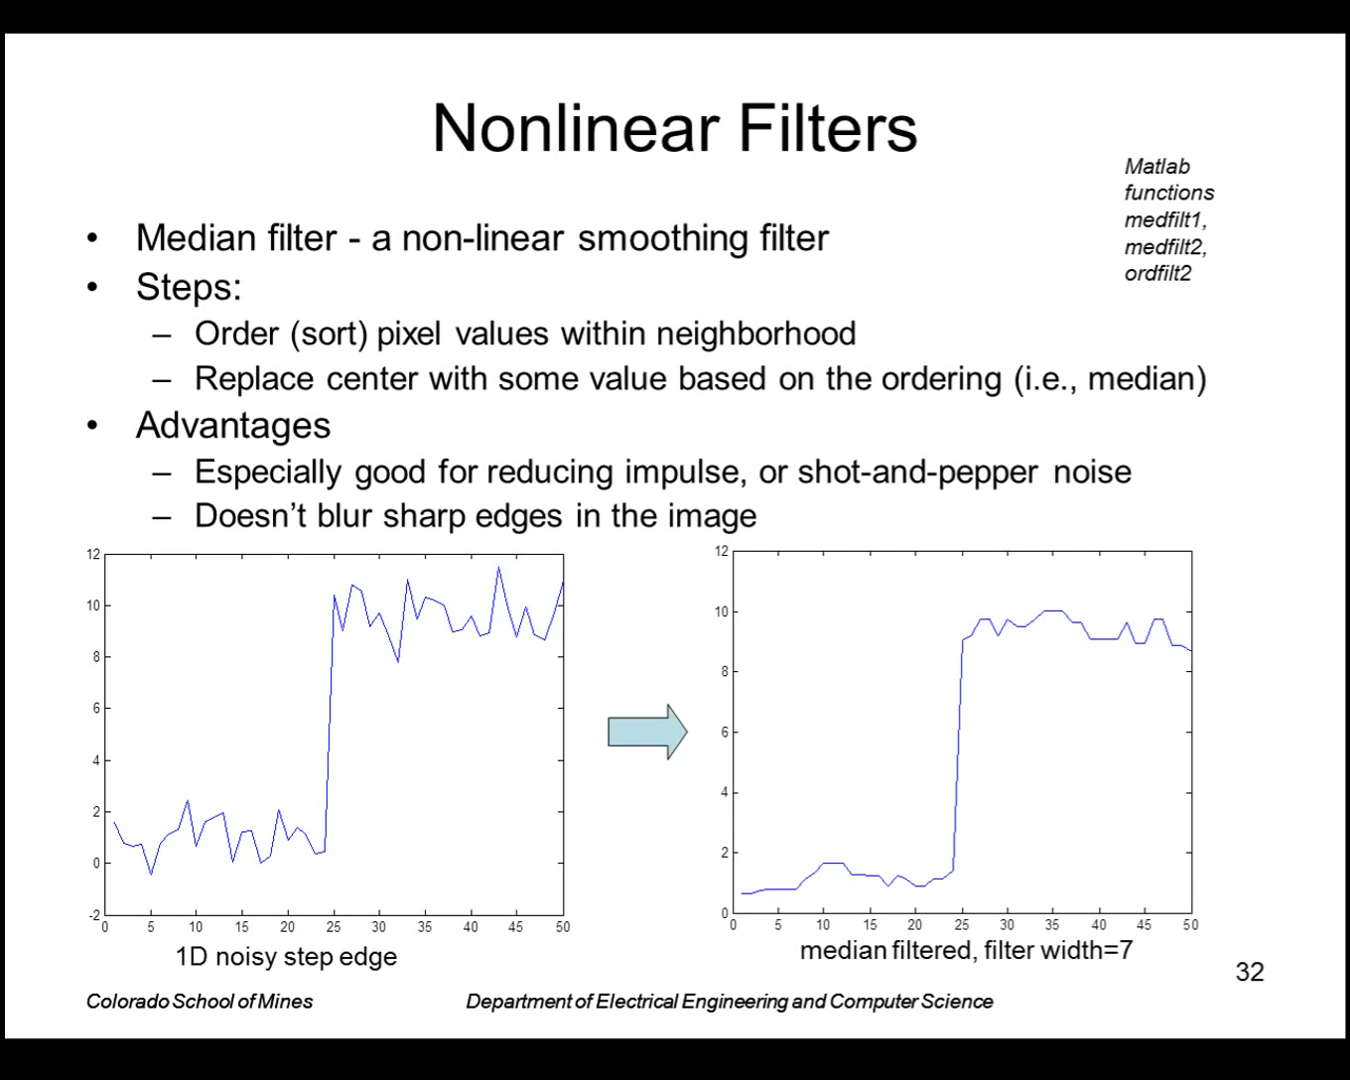 Nonlinear Filters
Matlab
functions
medfilt1,
medfilt2,
ordfilt2
• Median filter - a non-linear smoothing filter
• Steps:
– Order (sort) pixel values within neighborhood
– Replace center with some value based on the ordering (i.e., median)
• Advantages
– Especially good for reducing impulse, or shot-and-pepper noise
– Doesn’t blur sharp edges in the image
12
10
8
6
4
2
0
-2
0 5 10 15 20 25 30 35 40 45 50
1D noisy step edge
12
10
8
6
4
2
0
0 5 10 15 20 25 30 35 40 45 50
median filtered, filter width=7
32
Colorado School of Mines
Department of Electrical Engineering and Computer Science